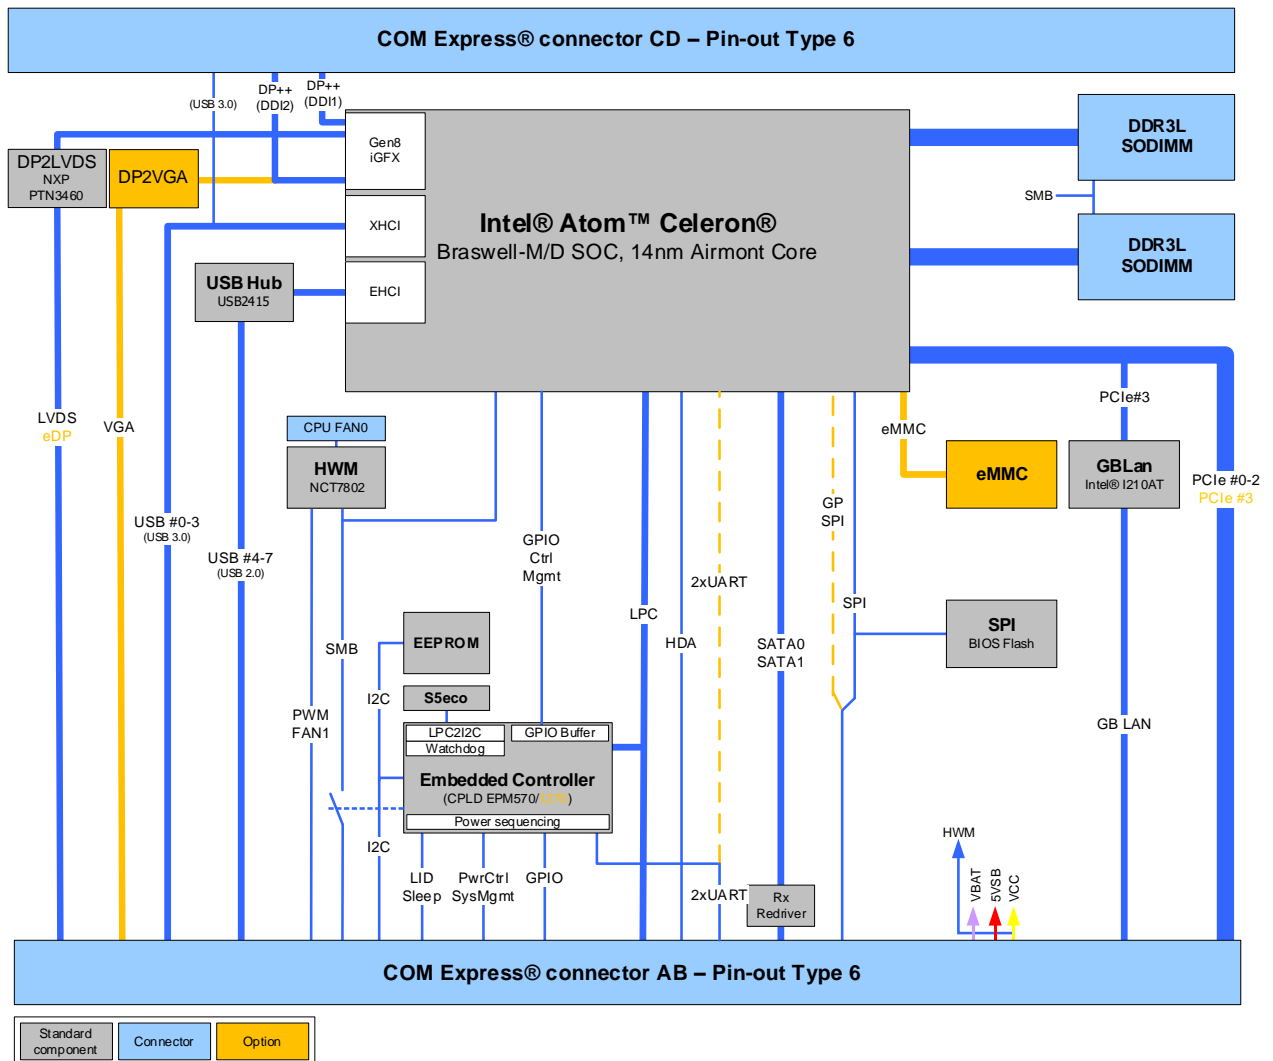 COM Express® connector CD – Pin-out Type 6
(USB 3.0)
DP++
(DDI2)
DP++
(DDI1)
Gen8
iGFX
DP2LVDS
NXP
PTN3460
DP2VGA
XHCI
EHCI
Intel® Atom™ Celeron®
Braswell-M/D SOC, 14nm Airmont Core
DDR3L
SODIMM
SMB
DDR3L
SODIMM
USB Hub
USB2415
LVDS
eDP
VGA
CPU FAN0
HWM
NCT7802
eMMC
eMMC
PCIe#3
GBLan
Intel® I210AT
PCIe #0-2
PCIe #3
USB #0-3
(USB 3.0)
USB #4-7
(USB 2.0)
GPIO
Ctrl
Mgmt
GP
SPI
2xUART
SPI
LPC
HDA
SATA0
SATA1
SPI
BIOS Flash
SMB
EEPROM
I2C
S5eco
PWM
FAN1
LPC2I2C
Watchdog
GPIO Buffer
Embedded Controller
(CPLD EPM570/1270)
Power sequencing
GB LAN
I2C
LID
Sleep
PwrCtrl
SysMgmt
GPIO
2xUART
Rx
Redriver
HWM
VBAT
5VSB
VCC
COM Express® connector AB – Pin-out Type 6
Standard
component
Connector
Option